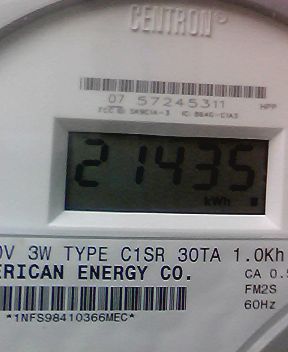 CENTRON®
07 57245311 HPP
FCC ID SK9C1A-3 IC: 864G-C1A3
21435
kWh
0V 3W TYPE C1SR 30TA 1.0Kh
ERICAN ENERGY CO.
CA 0.5
FM2S
60Hz
*1NFS98410366MEC*